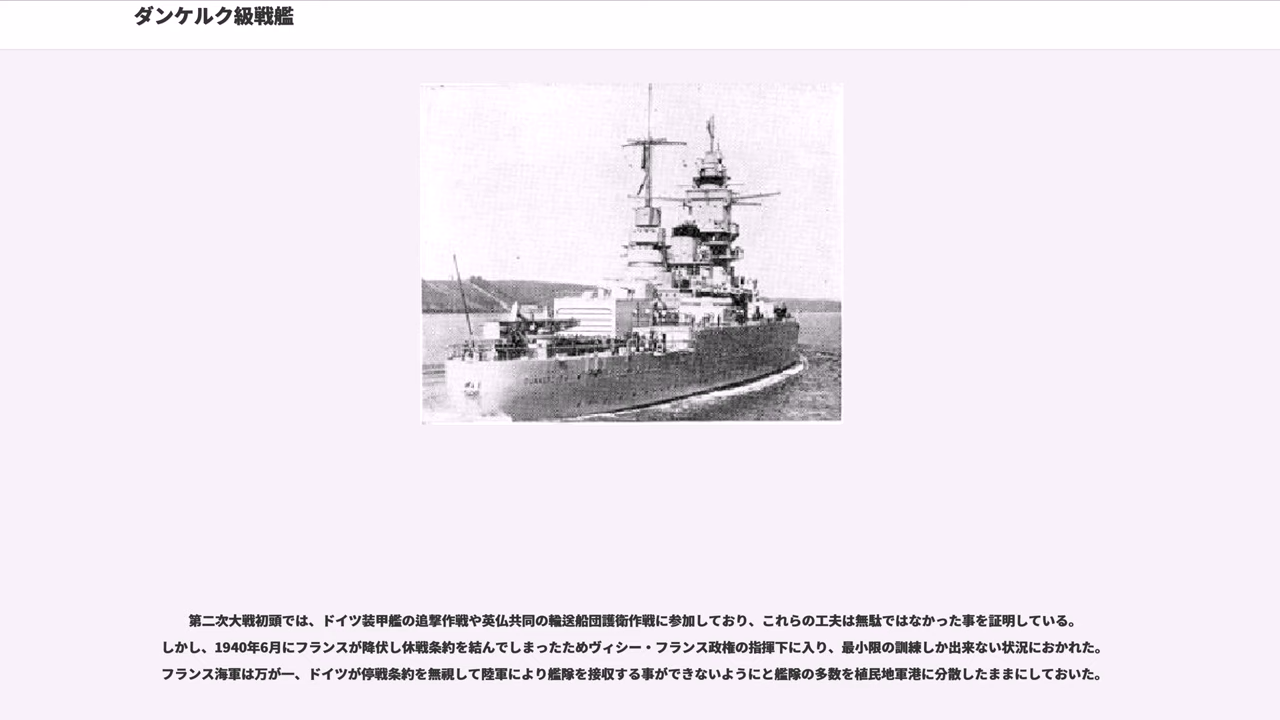 ダンケルク級戦艦
第二次大戦初頭では、ドイツ装甲艦の追撃作戦や英仏共同の輸送船団護衛作戦に参加しており、これらの工夫は無駄ではなかった事を証明している。
しかし、1940年6月にフランスが降伏し休戦条約を結んでしまったためヴィシー・フランス政権の指揮下に入り、最小限の訓練しか出来ない状況におかれた。
フランス海軍は万が一、ドイツが停戦条約を無視して陸軍により艦隊を接収する事ができないようにと艦隊の多数を植民地軍港に分散したままにしておいた。